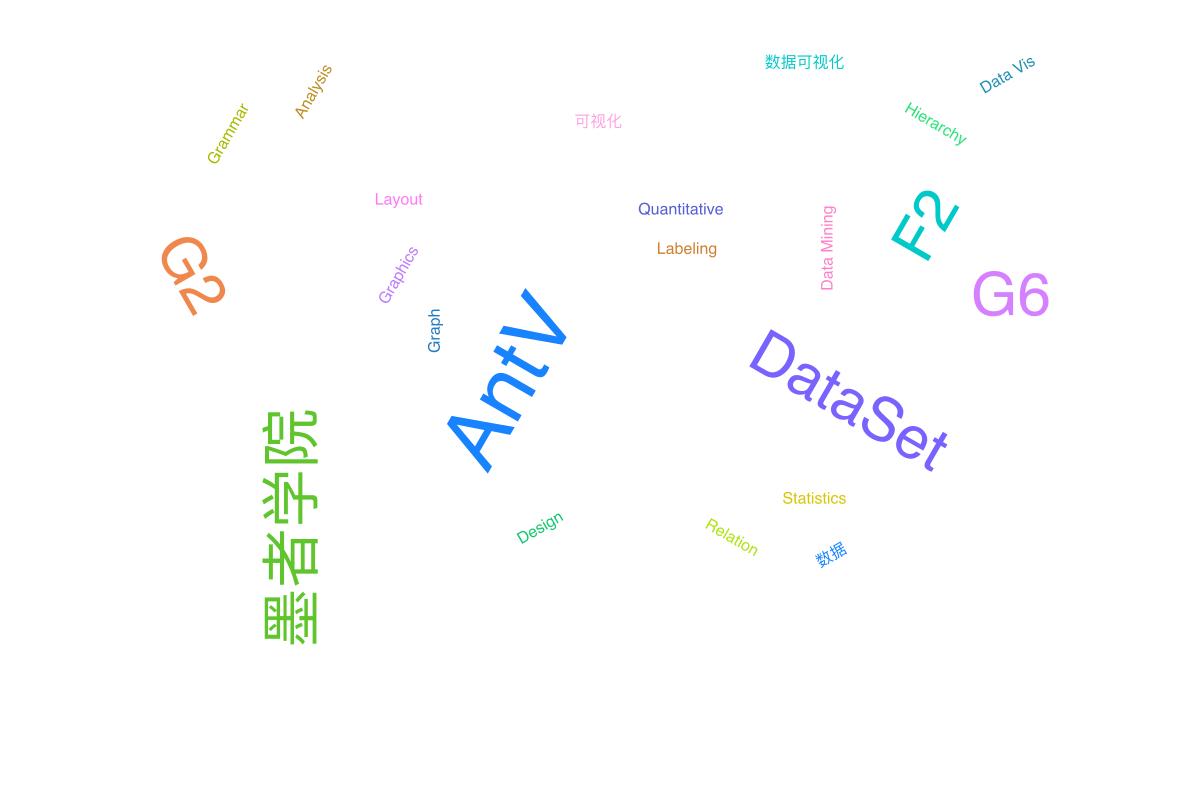 数据可视化
Data Vis
Analysis
Grammar
可视化
Hierarchy
Layout
Quantitative
F2
Labeling
Data Mining
G2
Graphics
G6
Graph
AntV
DataSet
墨者学院
Statistics
Design
Relation
数据